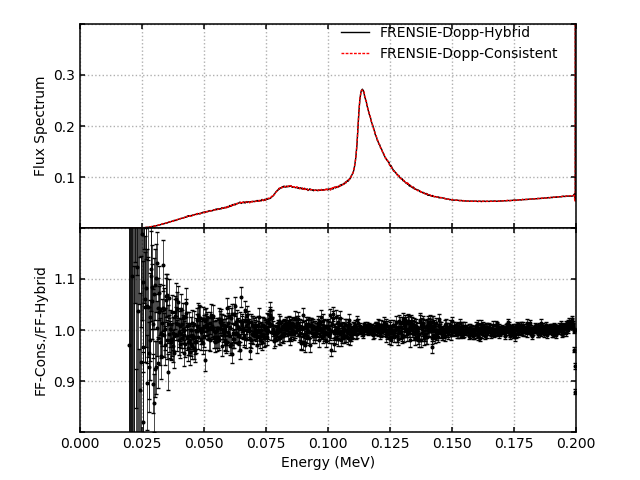 FRENSIE-Dopp-Hybrid
FRENSIE-Dopp-Consistent
0.3
0.2
0.1
Flux Spectrum
1.1
1.0
0.9
FF-Cons./FF-Hybrid
0.000 0.025 0.050 0.075 0.100 0.125 0.150 0.175 0.200
Energy (MeV)